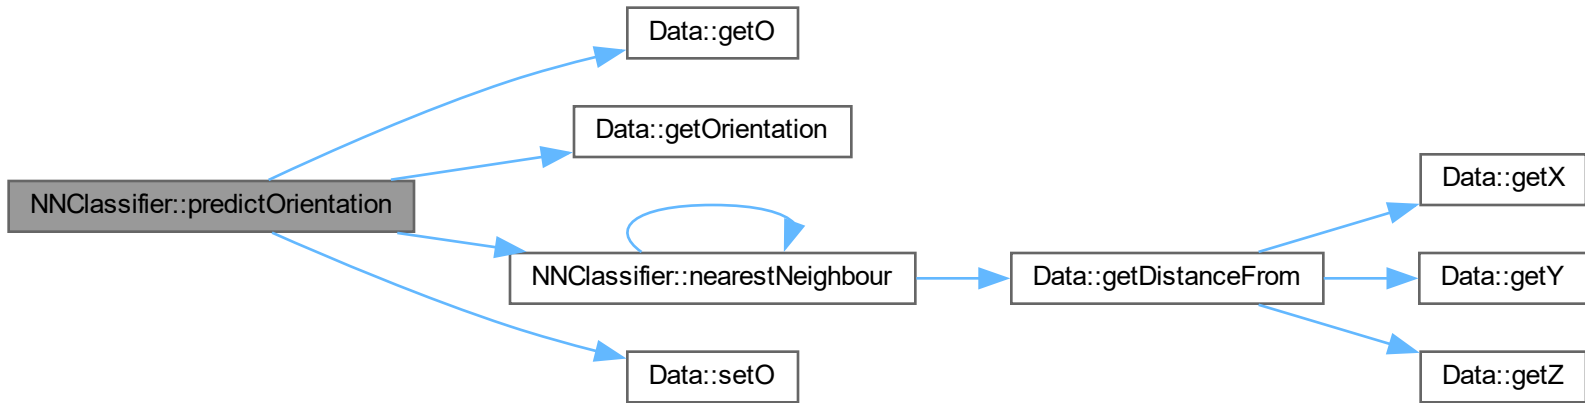 Data::getO
Data::getOrientation
NNClassifier::predictOrientation
NNClassifier::nearestNeighbour
Data::setO
Data::getDistanceFrom
Data::getX
Data::getY
Data::getZ